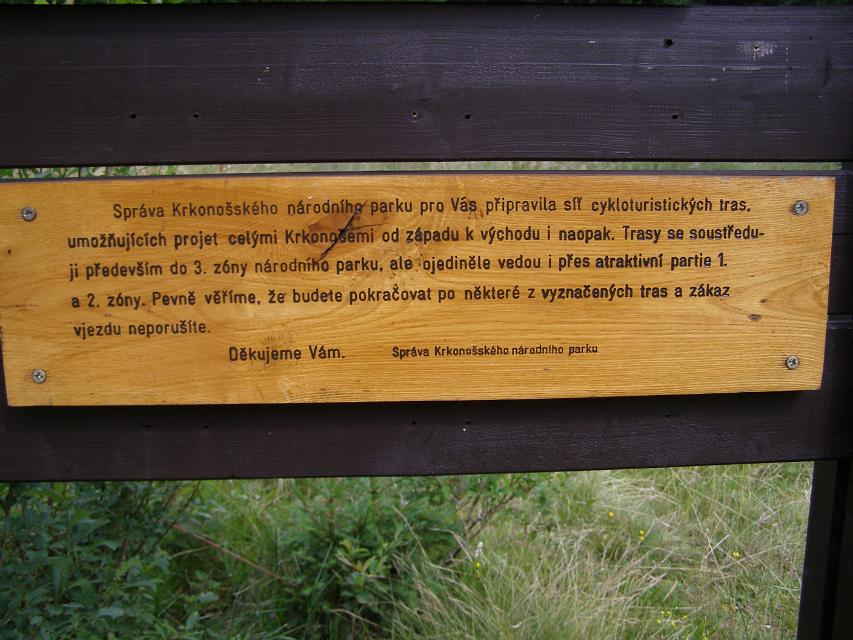 Správa Krkonošského národního parku pro Vás připravila síť cykloturistických tras,
umožňujících projet celými Krkonošemi od západu k východu i naopak. Trasy se soustředu-
jí především do 3. zóny národního parku, ale ojediněle vedou i přes atraktivní partie 1.
a 2. zóny. Pevně věříme, že budete pokračovat po některé z vyznačených tras a zákaz
vjezdu neporušíte.
Děkujeme Vám. Správa Krkonošského národního parku